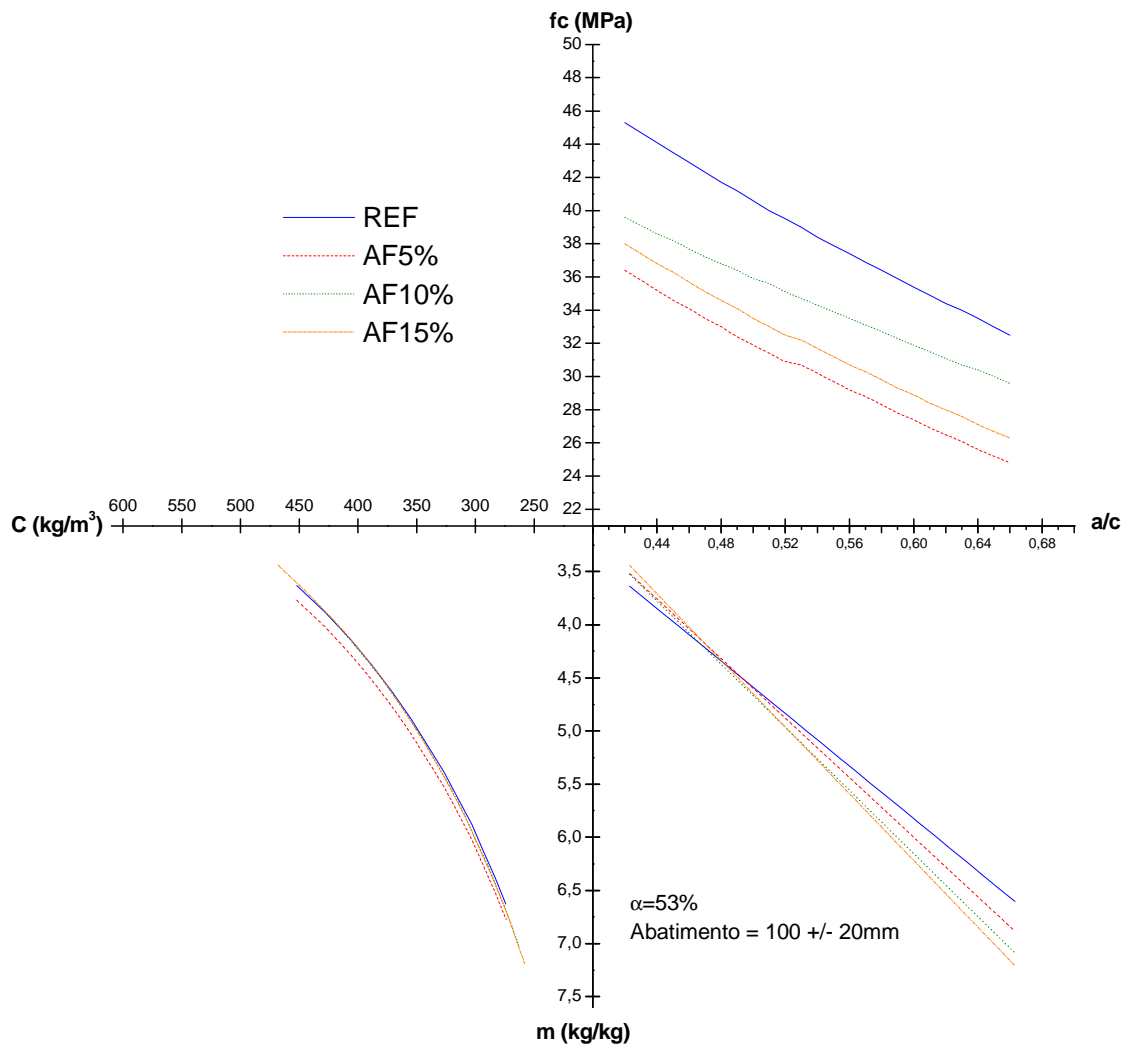 fc (MPa)
50
48
46
44
42
40
38
36
34
32
30
28
26
24
22
REF
AF5%
AF10%
AF15%
C (kg/m³)
600 550 500 450 400 350 300 250
a/c
0,44 0,48 0,52 0,56 0,60 0,64 0,68
3,5
4,0
4,5
5,0
5,5
6,0
6,5
7,0
7,5
α=53%
Abatimento = 100 +/- 20mm
m (kg/kg)